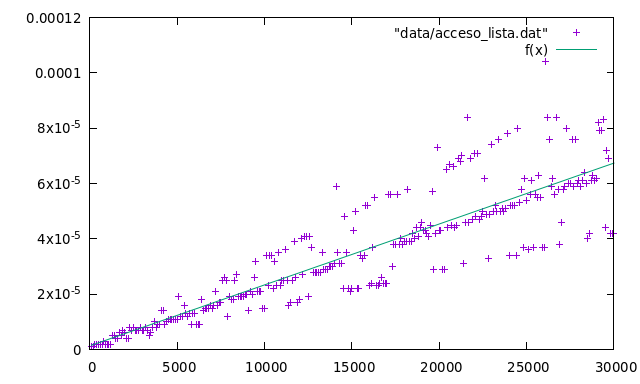 0.00012
"data/acceso_lista.dat"
f(x)
0.0001
8x10⁻⁵
6x10⁻⁵
4x10⁻⁵
2x10⁻⁵
0
0 5000 10000 15000 20000 25000 30000